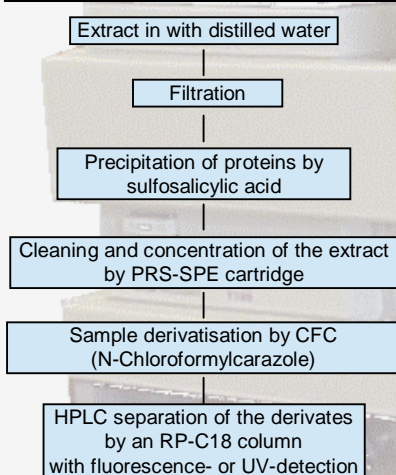 Extract in with distilled water
Filtration
Precipitation of proteins by
sulfosalicylic acid
Cleaning and concentration of the extract
by PRS-SPE cartridge
Sample derivatisation by CFC
(N-Chloroformylcarazole)
HPLC separation of the derivates
by an RP-C18 column
with fluorescence- or UV-detection